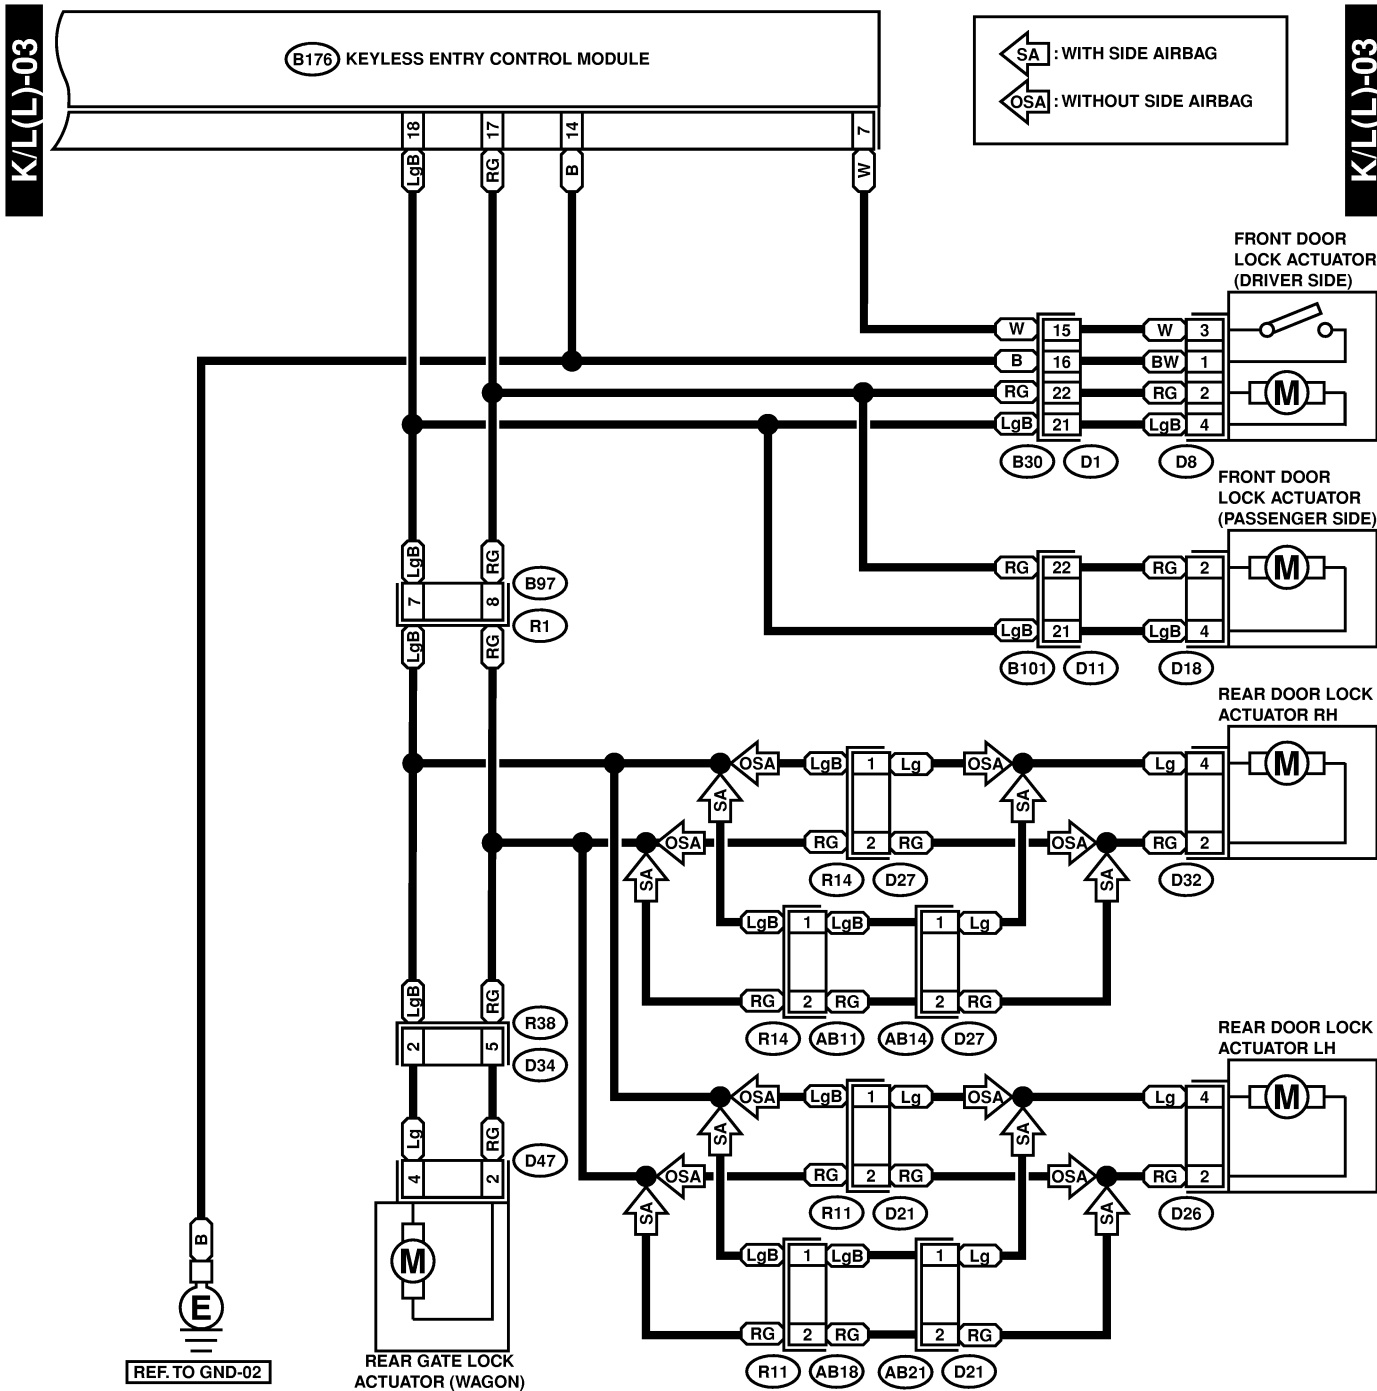 K/L(L)-03
K/L(L)-03
B176 KEYLESS ENTRY CONTROL MODULE
SA : WITH SIDE AIRBAG
OSA : WITHOUT SIDE AIRBAG
18 17 14 7
LgB RG B W
FRONT DOOR
LOCK ACTUATOR
(DRIVER SIDE)
W 15 W 3
B 16 BW 1
RG 22 RG 2 M
LgB 21 LgB 4
B30 D1 D8
FRONT DOOR
LOCK ACTUATOR
(PASSENGER SIDE)
LgB RG
RG 22 RG 2 M
7 8 B97
R1
LgB RG
LgB 21 LgB 4
B101 D11 D18
REAR DOOR LOCK
ACTUATOR RH
OSA LgB 1 Lg OSA Lg 4 M
SA SA
OSA RG 2 RG OSA RG 2
SA SA
R14 D27 D32
LgB 1 LgB 1 Lg
RG 2 RG 2 RG
R14 AB11 AB14 D27
LgB RG
R38
2 5
D34
REAR DOOR LOCK
ACTUATOR LH
OSA LgB 1 Lg OSA Lg 4 M
SA SA
OSA RG 2 RG OSA RG 2
SA SA
R11 D21 D26
LgB 1 LgB 1 Lg
RG 2 RG 2 RG
R11 AB18 AB21 D21
Lg RG
D47
4 2
M
B
E
REF. TO GND-02
REAR GATE LOCK
ACTUATOR (WAGON)